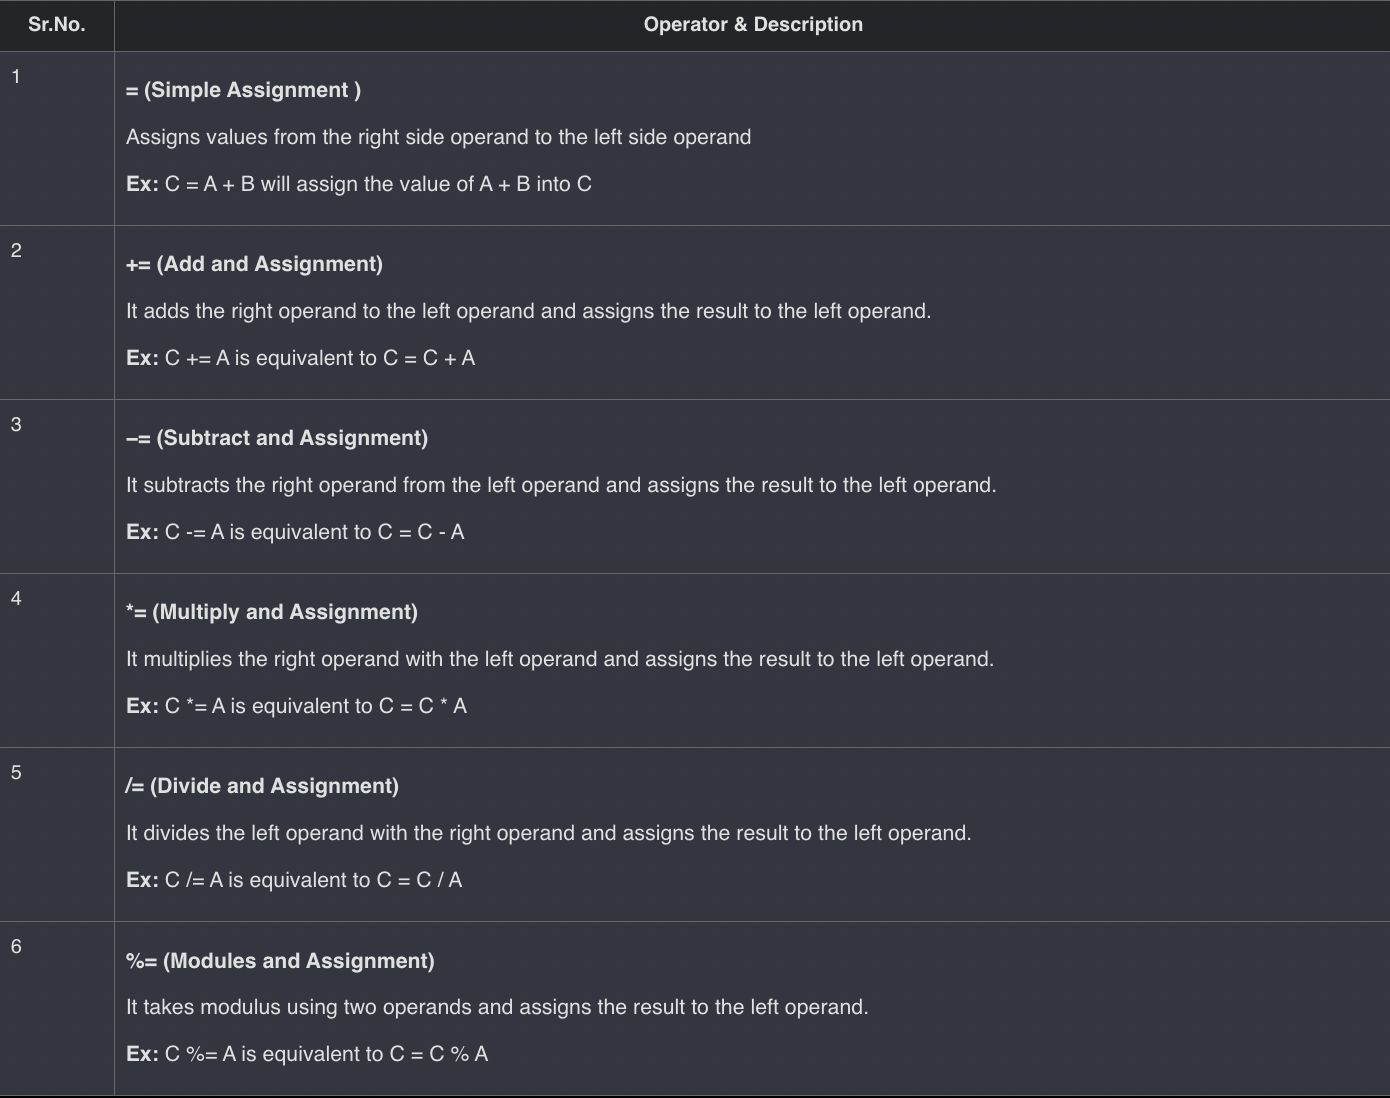 Sr.No.
Operator & Description
1
= (Simple Assignment )
Assigns values from the right side operand to the left side operand
Ex: C = A + B will assign the value of A + B into C
2
+= (Add and Assignment)
It adds the right operand to the left operand and assigns the result to the left operand.
Ex: C += A is equivalent to C = C + A
3
−= (Subtract and Assignment)
It subtracts the right operand from the left operand and assigns the result to the left operand.
Ex: C -= A is equivalent to C = C - A
4
*= (Multiply and Assignment)
It multiplies the right operand with the left operand and assigns the result to the left operand.
Ex: C *= A is equivalent to C = C * A
5
/= (Divide and Assignment)
It divides the left operand with the right operand and assigns the result to the left operand.
Ex: C /= A is equivalent to C = C / A
6
%= (Modules and Assignment)
It takes modulus using two operands and assigns the result to the left operand.
Ex: C %= A is equivalent to C = C % A